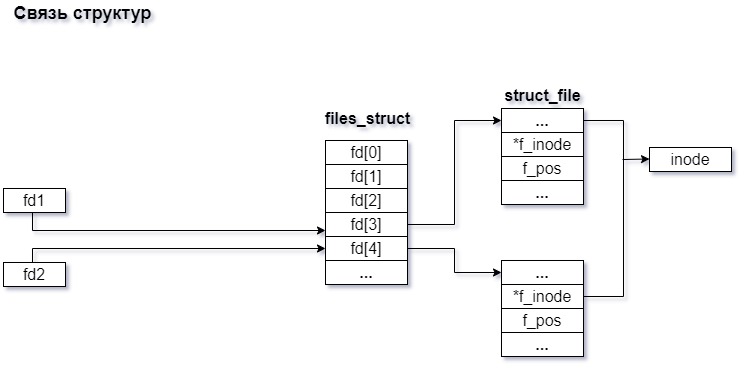 Связь структур
struct_file
files_struct
...
fd[0]
*f_inode
inode
fd[1]
f_pos
fd1
fd[2]
...
fd[3]
fd[4]
fd2
...
...
*f_inode
f_pos
...